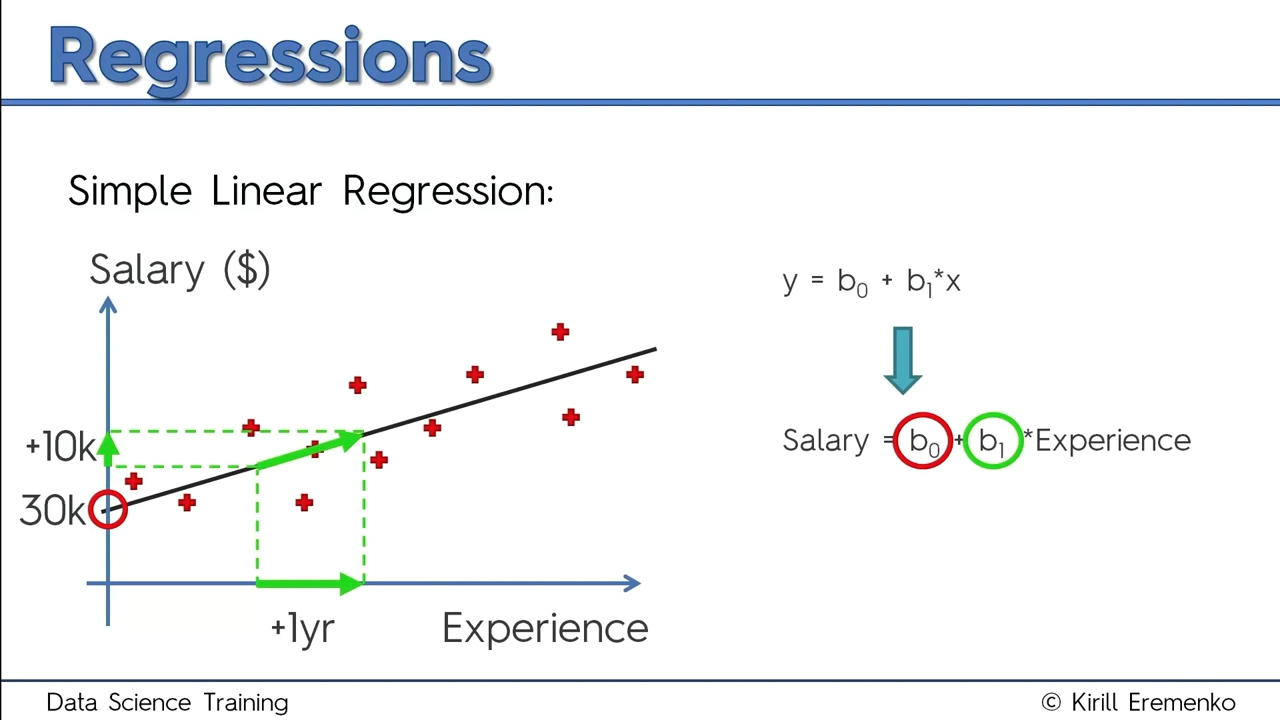 Regressions
Simple Linear Regression:
Salary ($)
y = b₀ + b₁*x
+10k
Salary = b₀ + b₁ *Experience
30k
+1yr
Experience
Data Science Training
© Kirill Eremenko